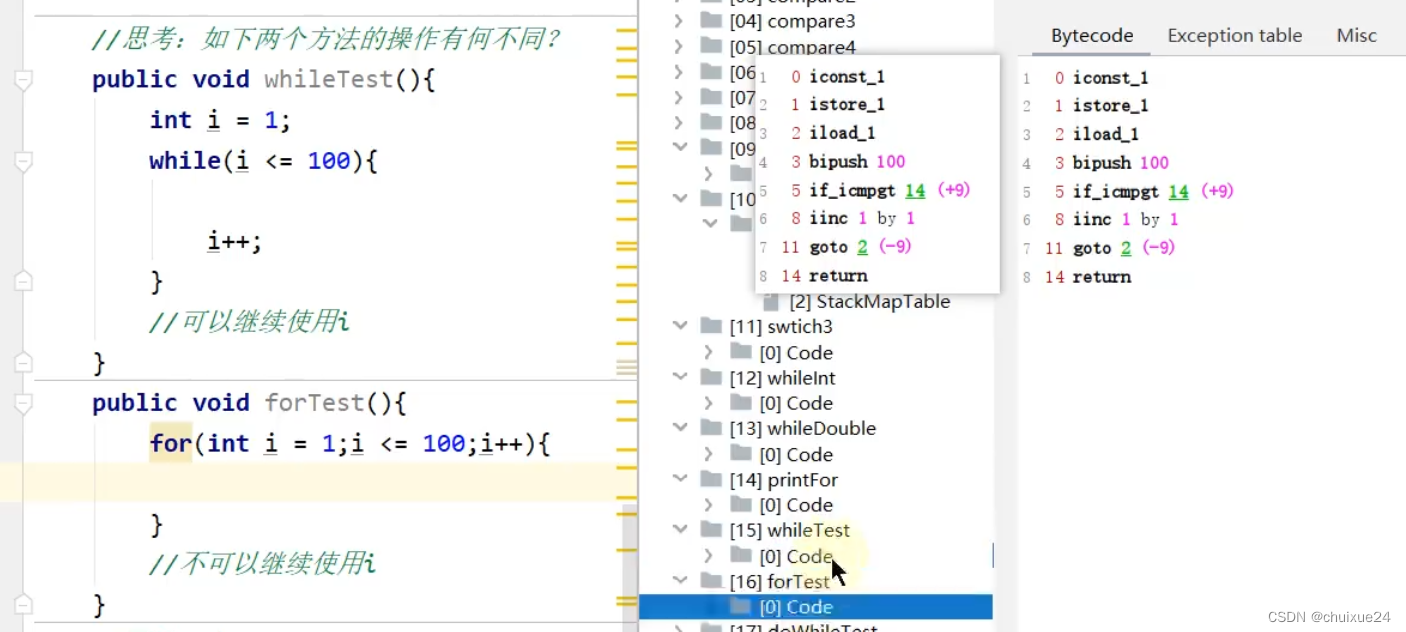 //思考：如下两个方法的操作有何不同？
public void whileTest(){
int i = 1;
while(i <= 100){
i++;
}
//可以继续使用i
}
public void forTest(){
for(int i = 1;i <= 100;i++){
}
//不可以继续使用i
}
[04] compare3
[05] compare4
[06
[07
[08
[09
[10
[2] StackMapTable
[11] swtich3
[0] Code
[12] whileInt
[0] Code
[13] whileDouble
[0] Code
[14] printFor
[0] Code
[15] whileTest
[0] Code
[16] forTest
[0] Code
[17] doWhileTest
1 0 iconst_1
2 1 istore_1
3 2 iload_1
4 3 bipush 100
5 5 if_icmpgt 14 (+9)
6 8 iinc 1 by 1
7 11 goto 2 (-9)
8 14 return
Bytecode Exception table Misc
1 0 iconst_1
2 1 istore_1
3 2 iload_1
4 3 bipush 100
5 5 if_icmpgt 14 (+9)
6 8 iinc 1 by 1
7 11 goto 2 (-9)
8 14 return
CSDN @chuixue24